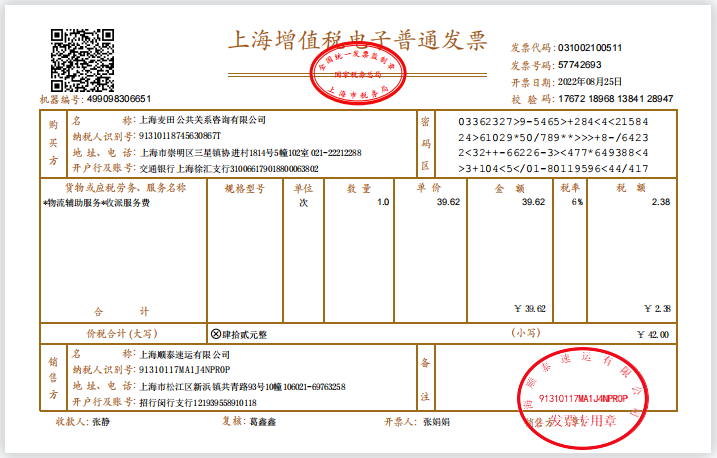 上海增值税电子普通发票
全国统一发票监制章
国家税务总局
上海市税务局
发票代码: 031002100511
发票号码: 57742693
开票日期: 2022年08月25日
校 验 码: 17672 18968 13841 28947
机器编号: 499098306651
购买方
名 称: 上海麦田公共关系咨询有限公司
纳税人识别号: 91310118745630867T
地 址、电 话: 上海市崇明区三星镇协进村1814号5幢102室 021-22212288
开户行及账号: 交通银行上海徐汇支行310066179018800063802
密码区
03362327>9-5465>+284<4<21584
24>61029*50/789**>>>+8-/6423
2<32++-66226-3><477*649388<4
>3+104<5</01-80119596<44/417
货物或应税劳务、服务名称 规格型号 单位 数 量 单 价 金 额 税率 税 额
*物流辅助服务*收派服务费 次 1.0 39.62 39.62 6% 2.38
合 计 ￥39.62 ￥2.38
价税合计(大写) ⊗肆拾贰元整 (小写) ￥42.00
销售方
名 称: 上海顺泰速运有限公司
纳税人识别号: 91310117MA1J4NPR0P
地 址、电 话: 上海市松江区新浜镇共青路93号10幢106021-69763258
开户行及账号: 招行闵行支行121939558910118
备注
上海顺泰速运有限公司
91310117MA1J4NPR0P
发票专用章
收款人: 张静 复核: 葛鑫鑫 开票人: 张娟娟